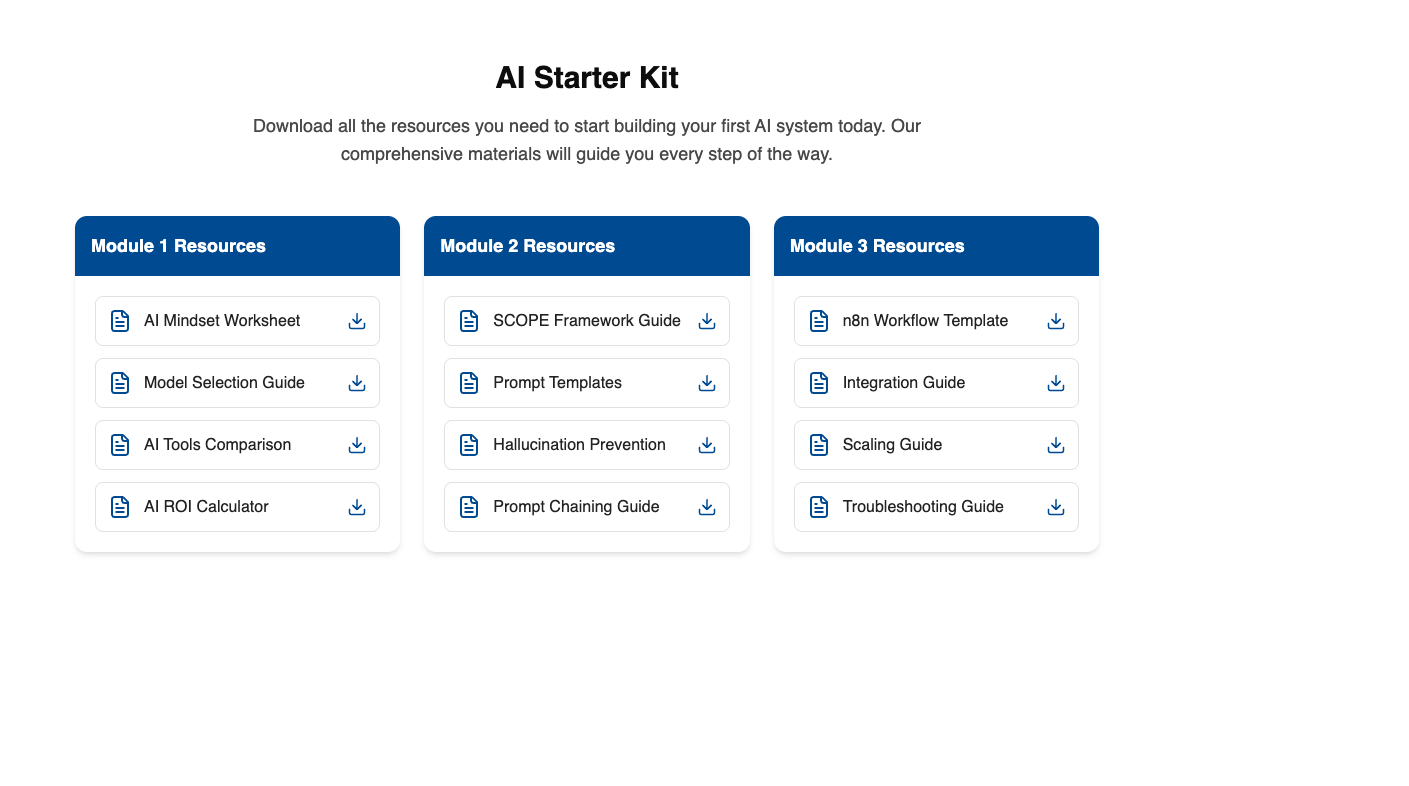 AI Starter Kit
Download all the resources you need to start building your first AI system today. Our
comprehensive materials will guide you every step of the way.
Module 1 Resources
AI Mindset Worksheet
Model Selection Guide
AI Tools Comparison
AI ROI Calculator
Module 2 Resources
SCOPE Framework Guide
Prompt Templates
Hallucination Prevention
Prompt Chaining Guide
Module 3 Resources
n8n Workflow Template
Integration Guide
Scaling Guide
Troubleshooting Guide